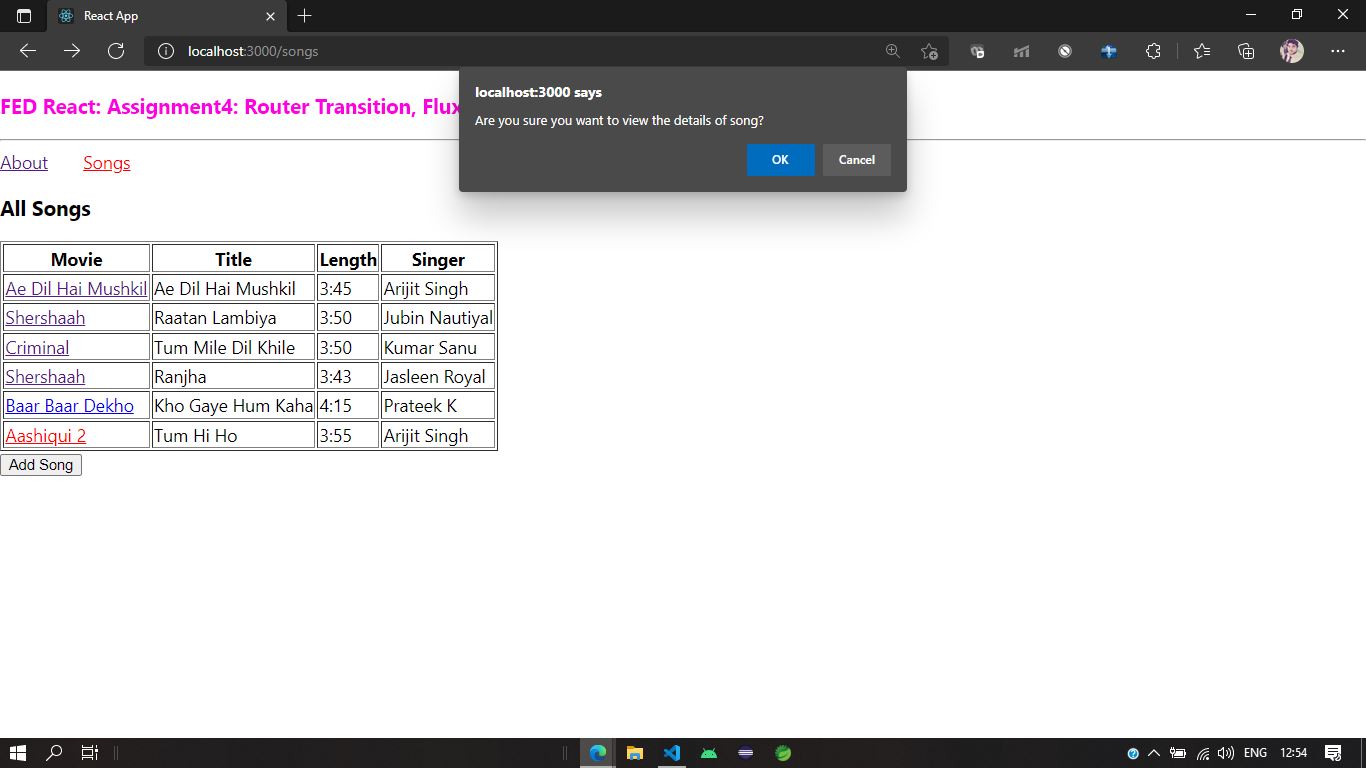 React App
localhost:3000/songs
localhost:3000 says
Are you sure you want to view the details of song?
OK Cancel
FED React: Assignment4: Router Transition, Flux
About Songs
All Songs
Movie Title Length Singer
Ae Dil Hai Mushkil Ae Dil Hai Mushkil 3:45 Arijit Singh
Shershaah Raatan Lambiya 3:50 Jubin Nautiyal
Criminal Tum Mile Dil Khile 3:50 Kumar Sanu
Shershaah Ranjha 3:43 Jasleen Royal
Baar Baar Dekho Kho Gaye Hum Kaha 4:15 Prateek K
Aashiqui 2 Tum Hi Ho 3:55 Arijit Singh
Add Song
ENG 12:54